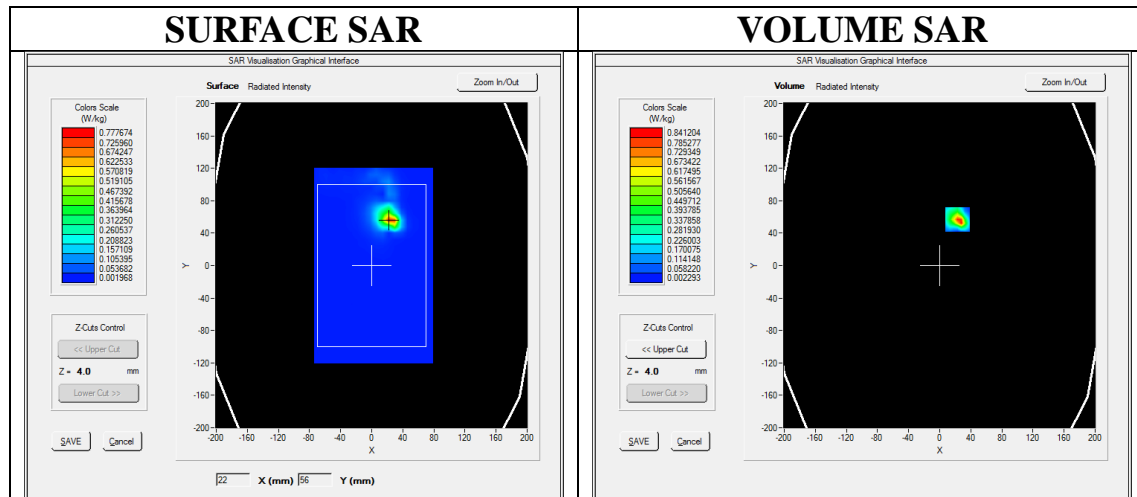 SURFACE SAR
SAR Visualisation Graphical Interface
Surface Radiated Intensity
Zoom In/Out
Colors Scale
(W/kg)
0.777674
0.725960
0.674247
0.622533
0.570819
0.519105
0.467392
0.415678
0.363964
0.312250
0.260537
0.208823
0.157109
0.105395
0.053682
0.001968
200
160
120
80
40
0
-40
-80
-120
-160
-200
Y
-200 -160 -120 -80 -40 0 40 80 120 160 200
X
Z-Cuts Control
<< Upper Cut
Z = 4.0 mm
Lower Cut >>
SAVE Cancel
22 X (mm) 56 Y (mm)
VOLUME SAR
SAR Visualisation Graphical Interface
Volume Radiated Intensity
Zoom In/Out
Colors Scale
(W/kg)
0.841204
0.785277
0.729349
0.673422
0.617495
0.561567
0.505640
0.449712
0.393785
0.337858
0.281930
0.226003
0.170075
0.114148
0.058220
0.002293
200
160
120
80
40
0
-40
-80
-120
-160
-200
Y
-200 -160 -120 -80 -40 0 40 80 120 160 200
X
Z-Cuts Control
<< Upper Cut
Z = 4.0 mm
Lower Cut >>
SAVE Cancel